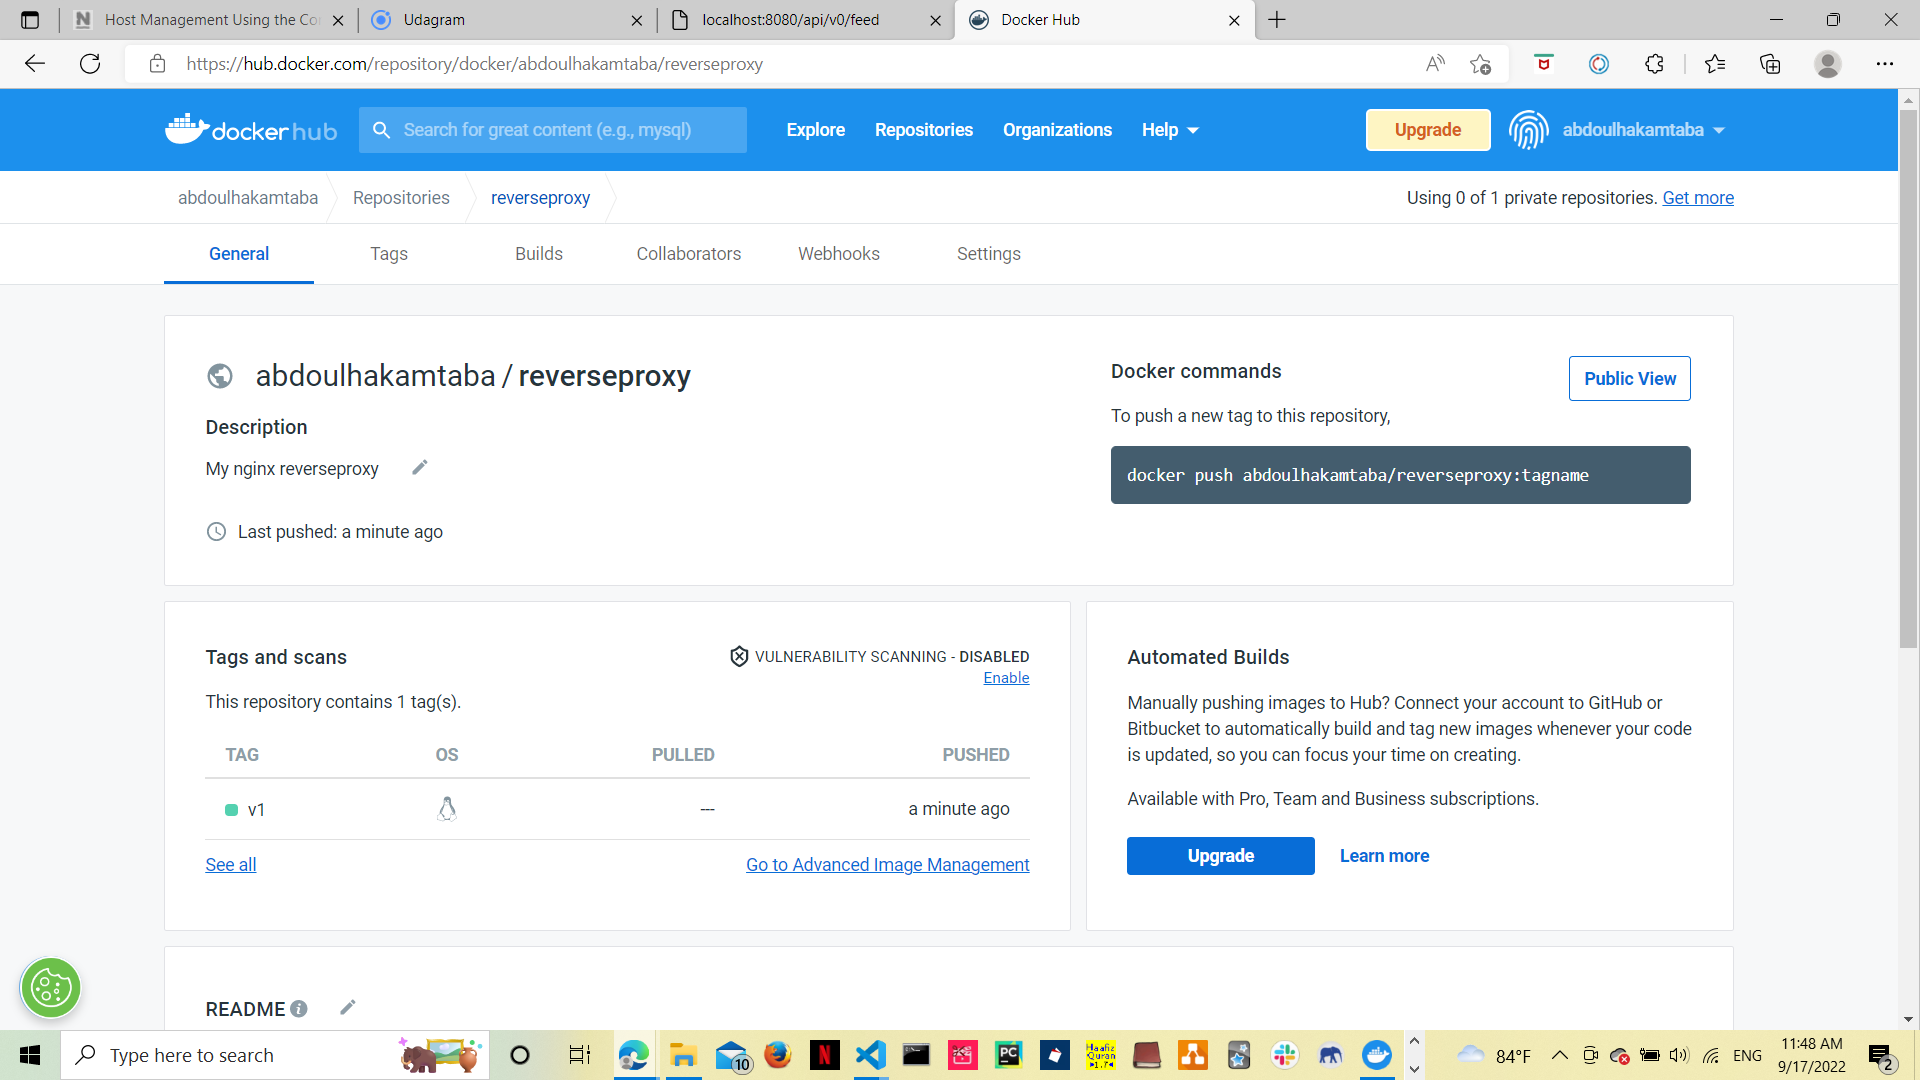 Host Management Using the Co
Udagram
localhost:8080/api/v0/feed
Docker Hub
https://hub.docker.com/repository/docker/abdoulhakamtaba/reverseproxy
docker hub
Search for great content (e.g., mysql)
Explore
Repositories
Organizations
Help
Upgrade
abdoulhakamtaba
abdoulhakamtaba
Repositories
reverseproxy
Using 0 of 1 private repositories. Get more
General
Tags
Builds
Collaborators
Webhooks
Settings
abdoulhakamtaba / reverseproxy
Description
My nginx reverseproxy
Last pushed: a minute ago
Docker commands
Public View
To push a new tag to this repository,
docker push abdoulhakamtaba/reverseproxy:tagname
Tags and scans
VULNERABILITY SCANNING - DISABLED
Enable
This repository contains 1 tag(s).
TAG OS PULLED PUSHED
v1 --- a minute ago
See all
Go to Advanced Image Management
Automated Builds
Manually pushing images to Hub? Connect your account to GitHub or
Bitbucket to automatically build and tag new images whenever your code
is updated, so you can focus your time on creating.
Available with Pro, Team and Business subscriptions.
Upgrade
Learn more
README
Type here to search
10
N
PC
Haafiz
Quran
1.7
84°F
ENG
11:48 AM
9/17/2022
2